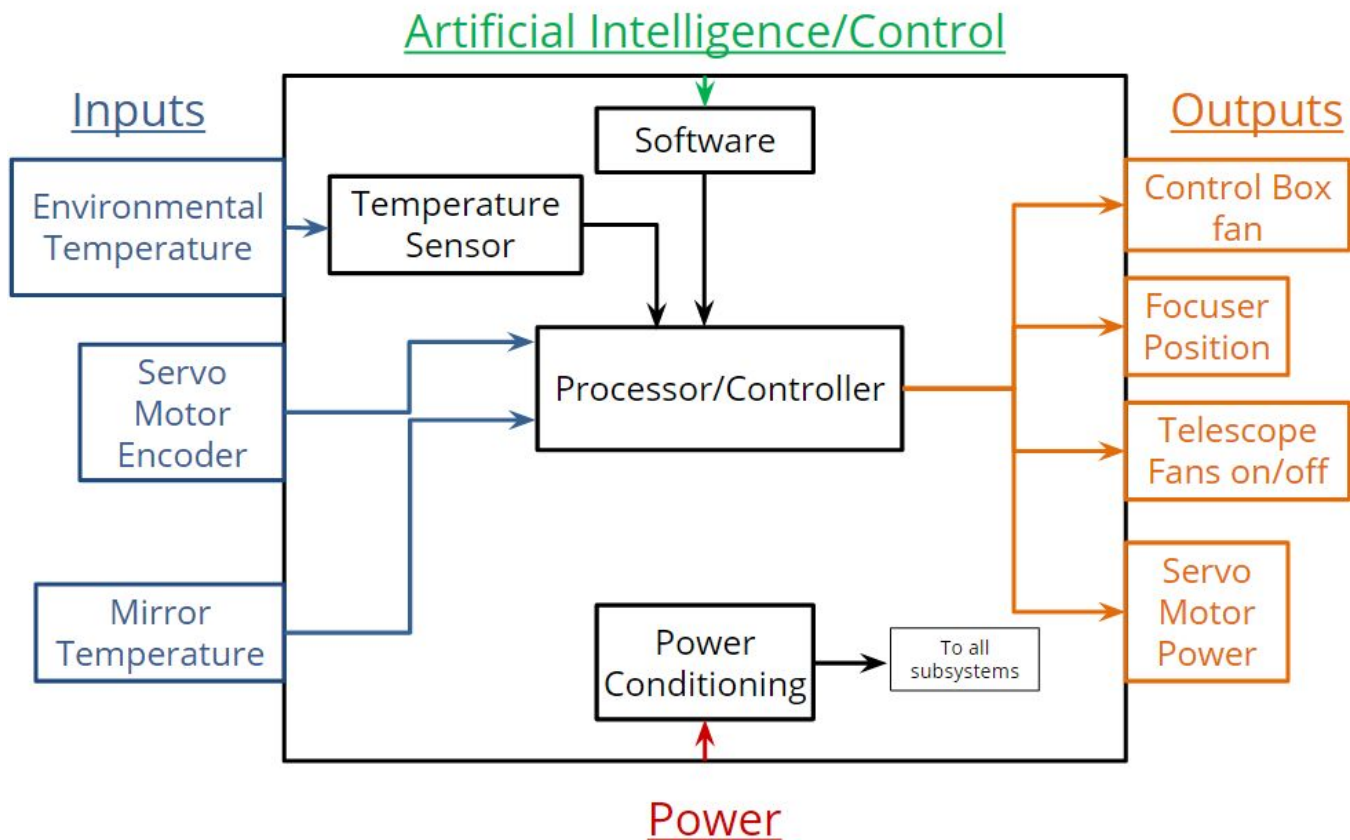 Artificial Intelligence/Control
Inputs
Outputs
Software
Environmental
Temperature
Temperature
Sensor
Control Box
fan
Servo
Motor
Encoder
Processor/Controller
Focuser
Position
Telescope
Fans on/off
Mirror
Temperature
Power
Conditioning
To all
subsystems
Servo
Motor
Power
Power